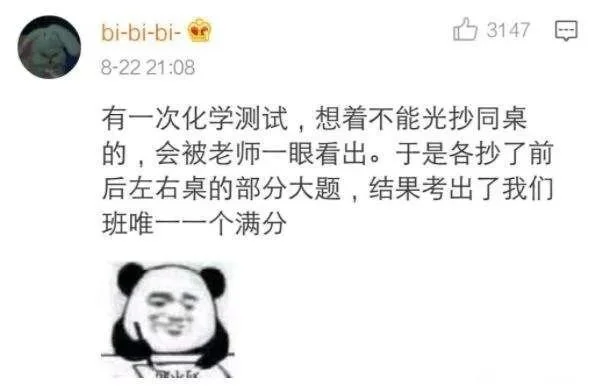 bi-bi-bi-
3147
8-22 21:08
有一次化学测试，想着不能光抄同桌
的，会被老师一眼看出。于是各抄了前
后左右桌的部分大题，结果考出了我们
班唯一一个满分